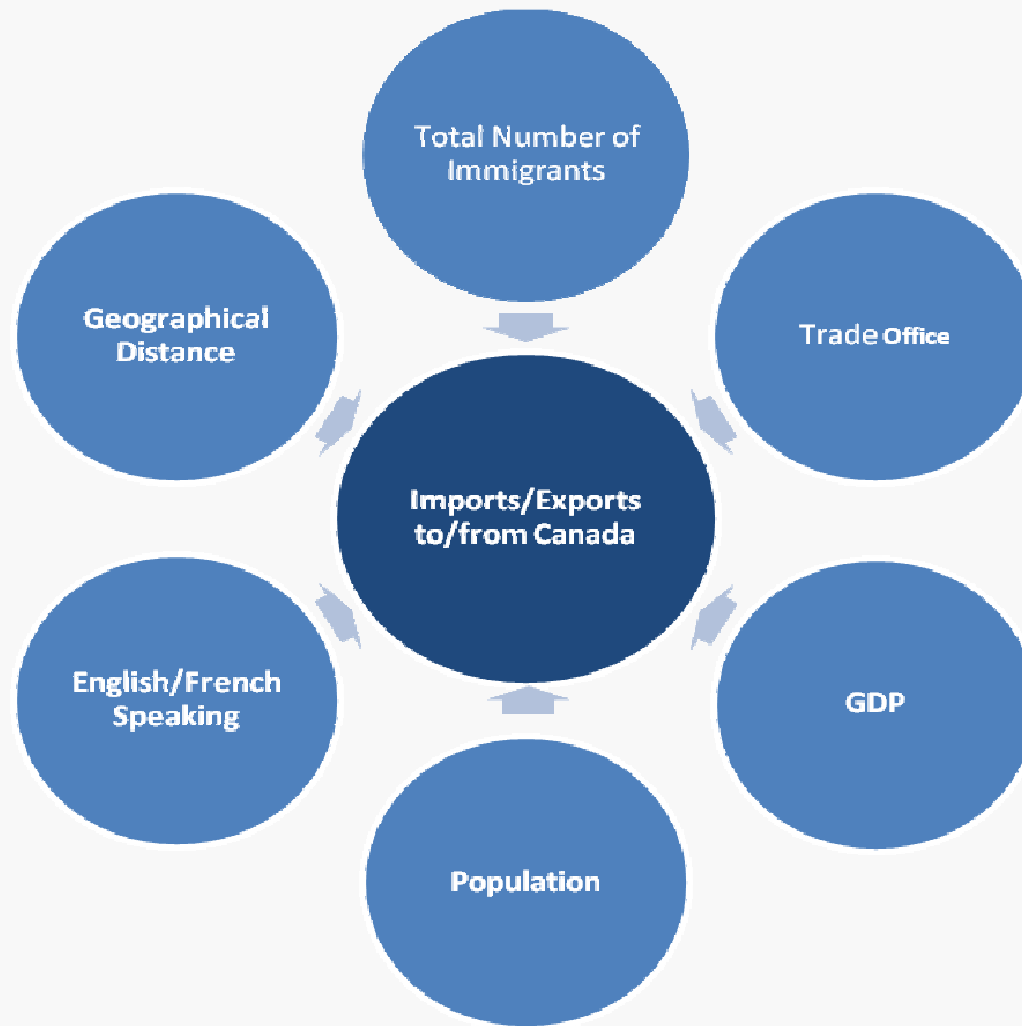 Total Number of
Immigrants
Geographical
Distance
Trade Office
Imports/Exports
to/from Canada
English/French
Speaking
GDP
Population